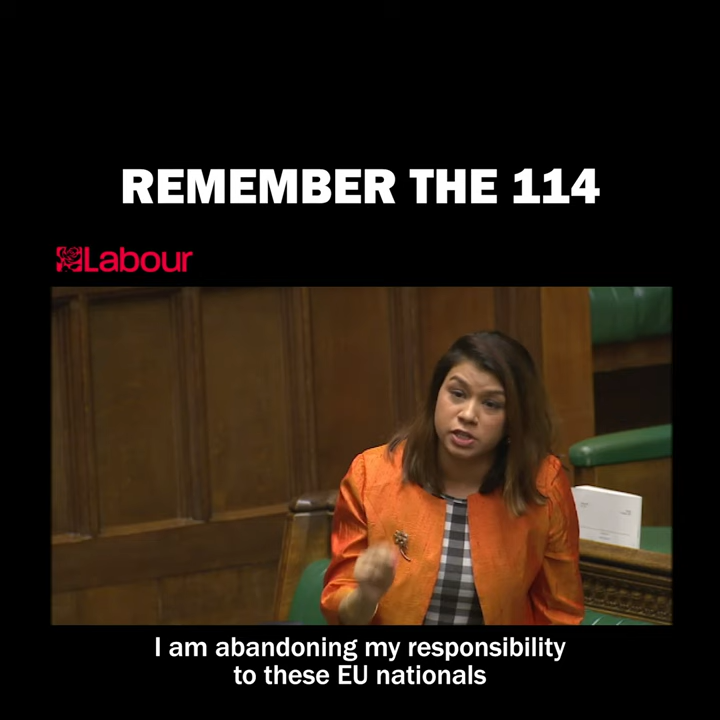 REMEMBER THE 114
Labour
I am abandoning my responsibility
to these EU nationals